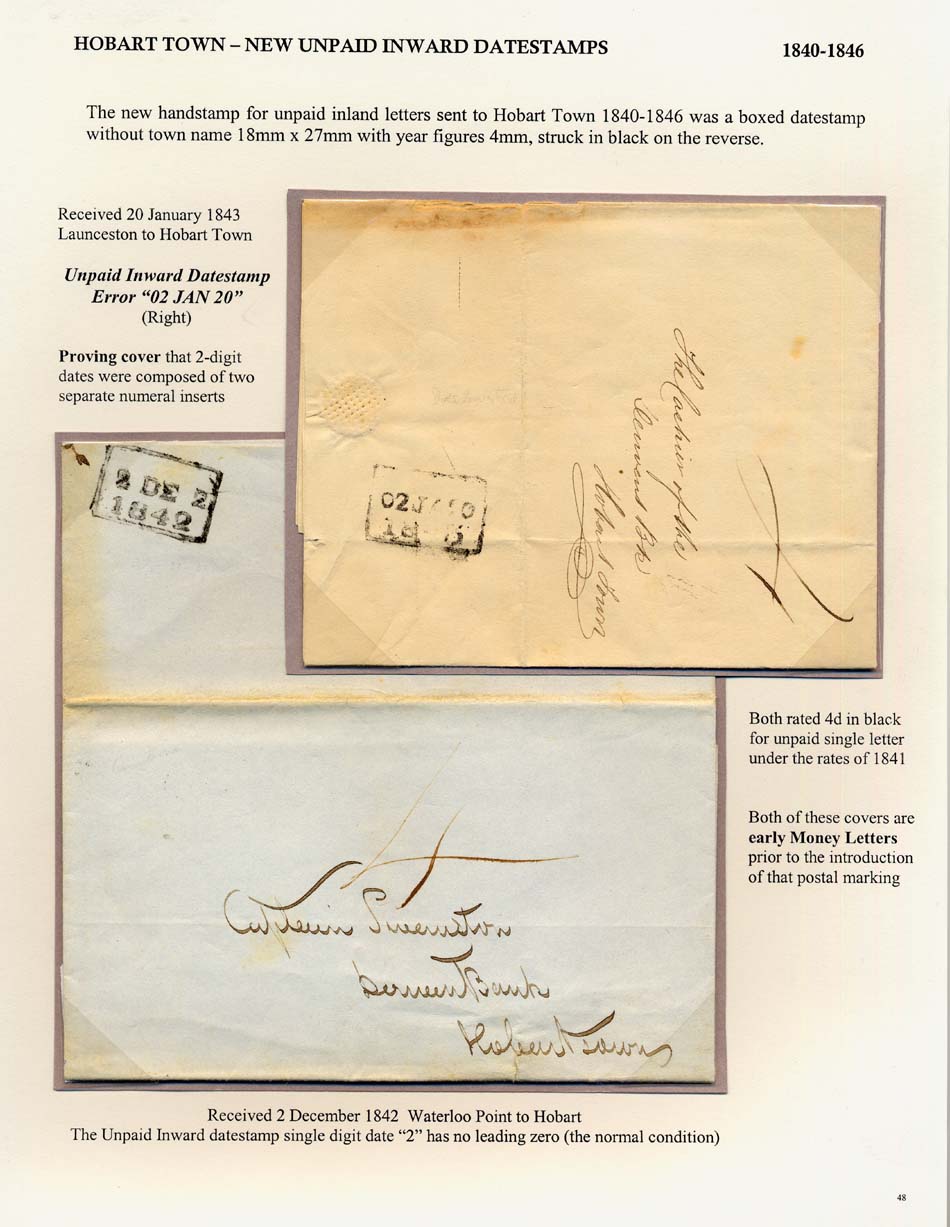 HOBART TOWN – NEW UNPAID INWARD DATESTAMPS 1840-1846
The new handstamp for unpaid inland letters sent to Hobart Town 1840-1846 was a boxed datestamp
without town name 18mm x 27mm with year figures 4mm, struck in black on the reverse.
Received 20 January 1843
Launceston to Hobart Town
Unpaid Inward Datestamp
Error “02 JAN 20”
(Right)
Proving cover that 2-digit
dates were composed of two
separate numeral inserts
The Cashier of the
Derwent Bk
Hobart Town
2 DE 2
1842
Both rated 4d in black
for unpaid single letter
under the rates of 1841
Both of these covers are
early Money Letters
prior to the introduction
of that postal marking
4
Captain Swanston
Derwent Bank
Hobart Town
Received 2 December 1842 Waterloo Point to Hobart
The Unpaid Inward datestamp single digit date “2” has no leading zero (the normal condition)
48